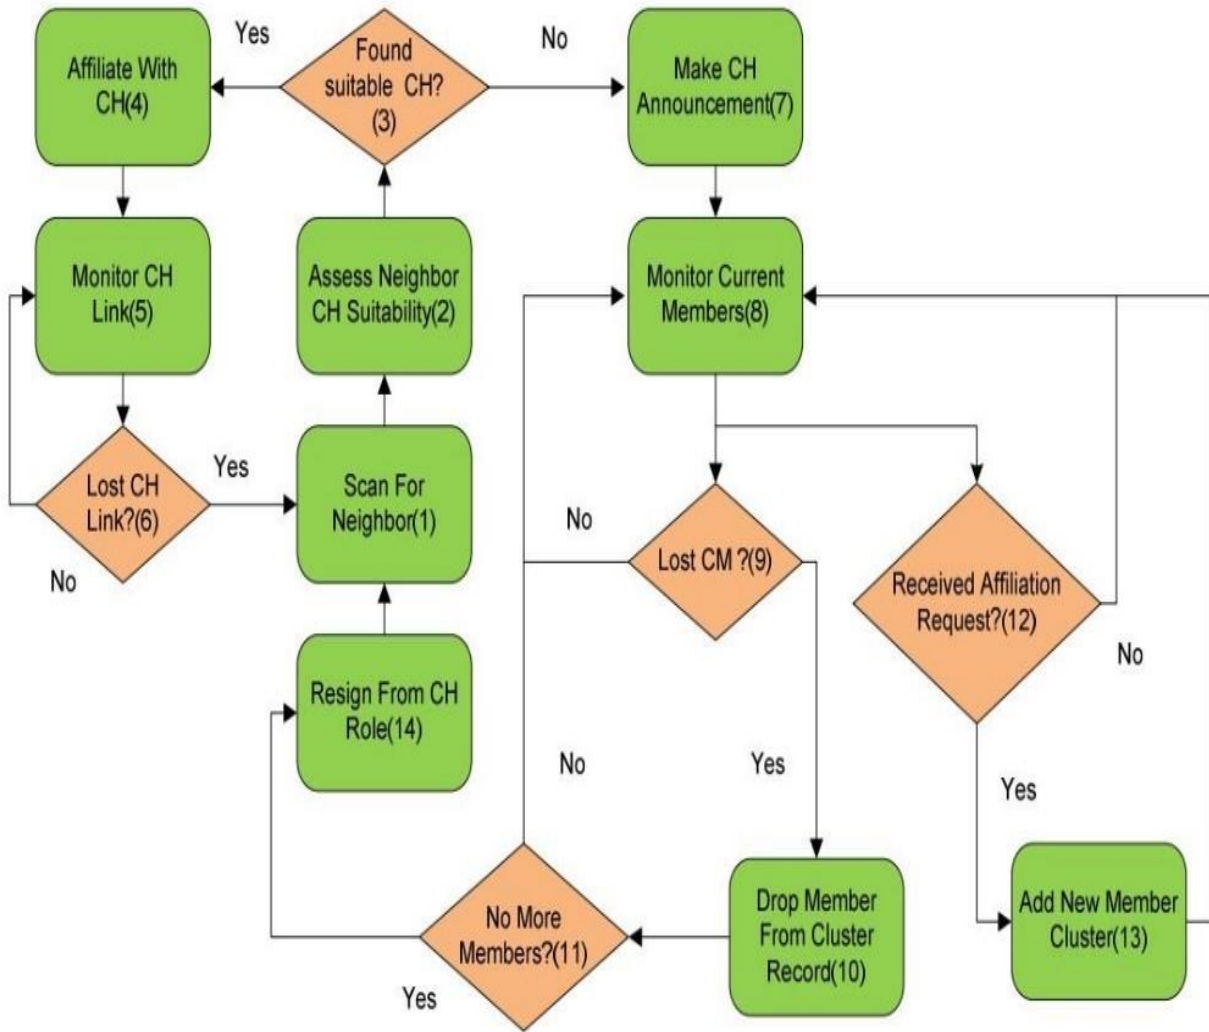 Yes
No
Affiliate With
CH(4)
Found
suitable CH?
(3)
Make CH
Announcement(7)
Monitor CH
Link(5)
Assess Neighbor
CH Suitability(2)
Monitor Current
Members(8)
Lost CH
Link?(6)
Yes
No
Scan For
Neighbor(1)
No
Lost CM ?(9)
Received Affiliation
Request?(12)
No
Resign From CH
Role(14)
No
Yes
Yes
No More
Members?(11)
Yes
Drop Member
From Cluster
Record(10)
Add New Member
Cluster(13)